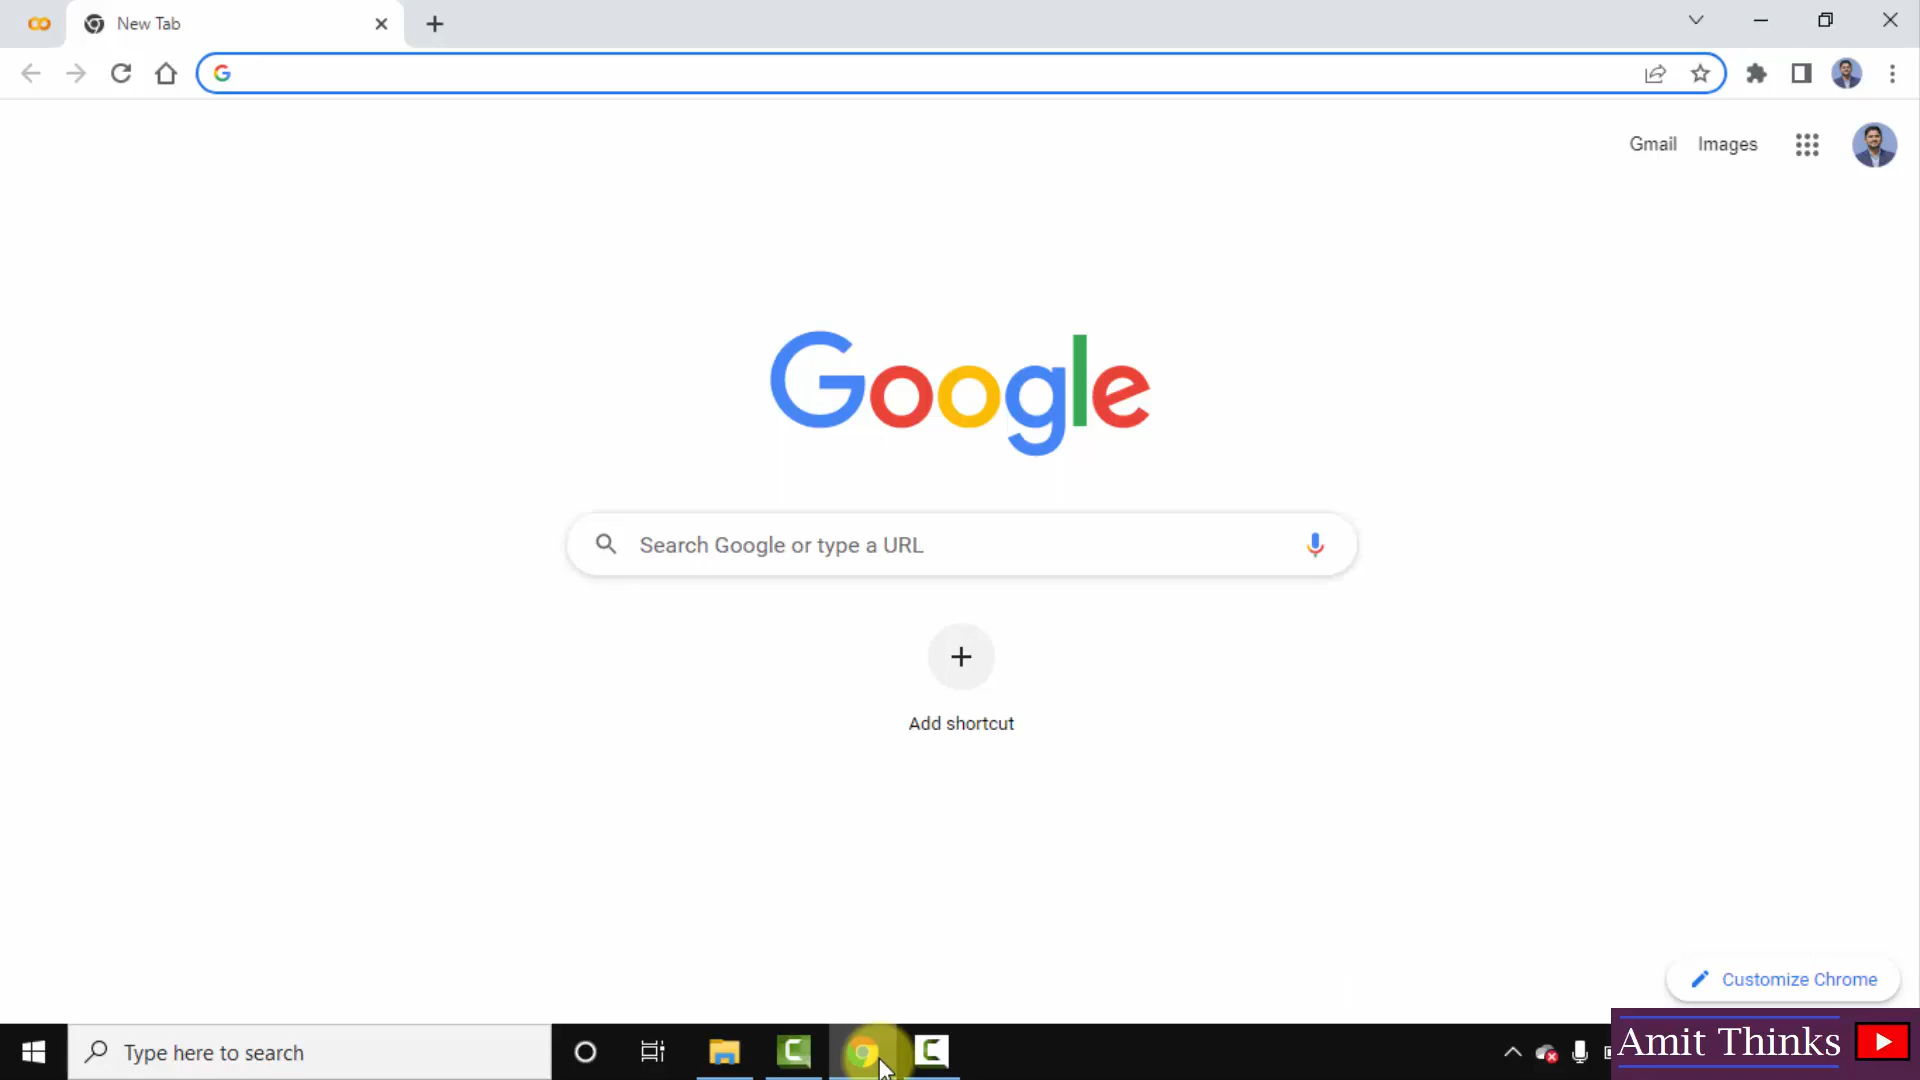 New Tab
Gmail Images
Google
Search Google or type a URL
Add shortcut
Customize Chrome
Type here to search
Amit Thinks